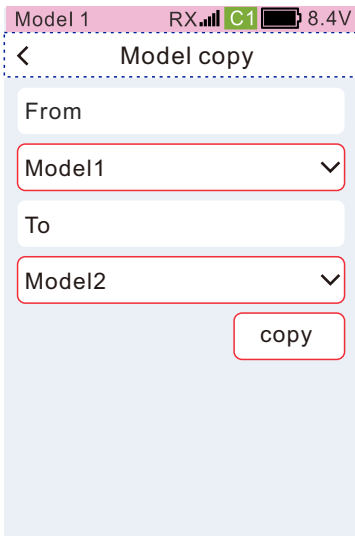 Model 1 RX C1 8.4V
Model copy
From
Model1
To
Model2
copy